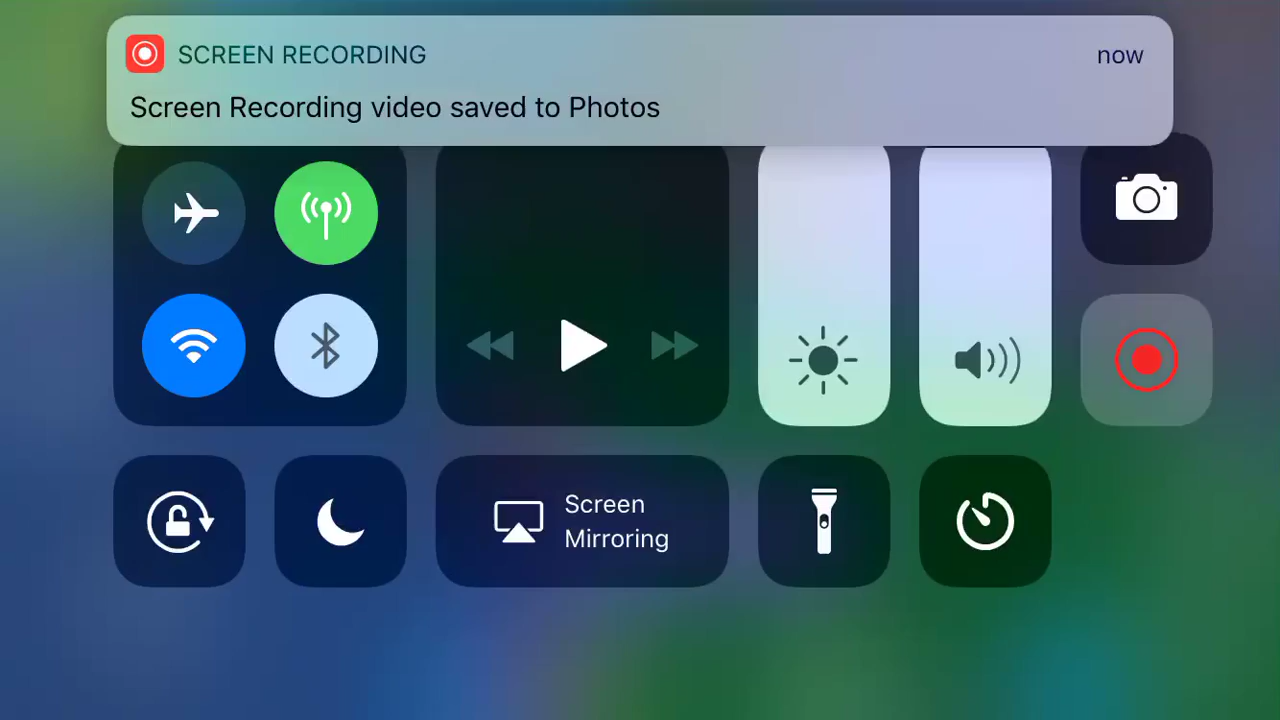 SCREEN RECORDING
now
Screen Recording video saved to Photos
Screen
Mirroring